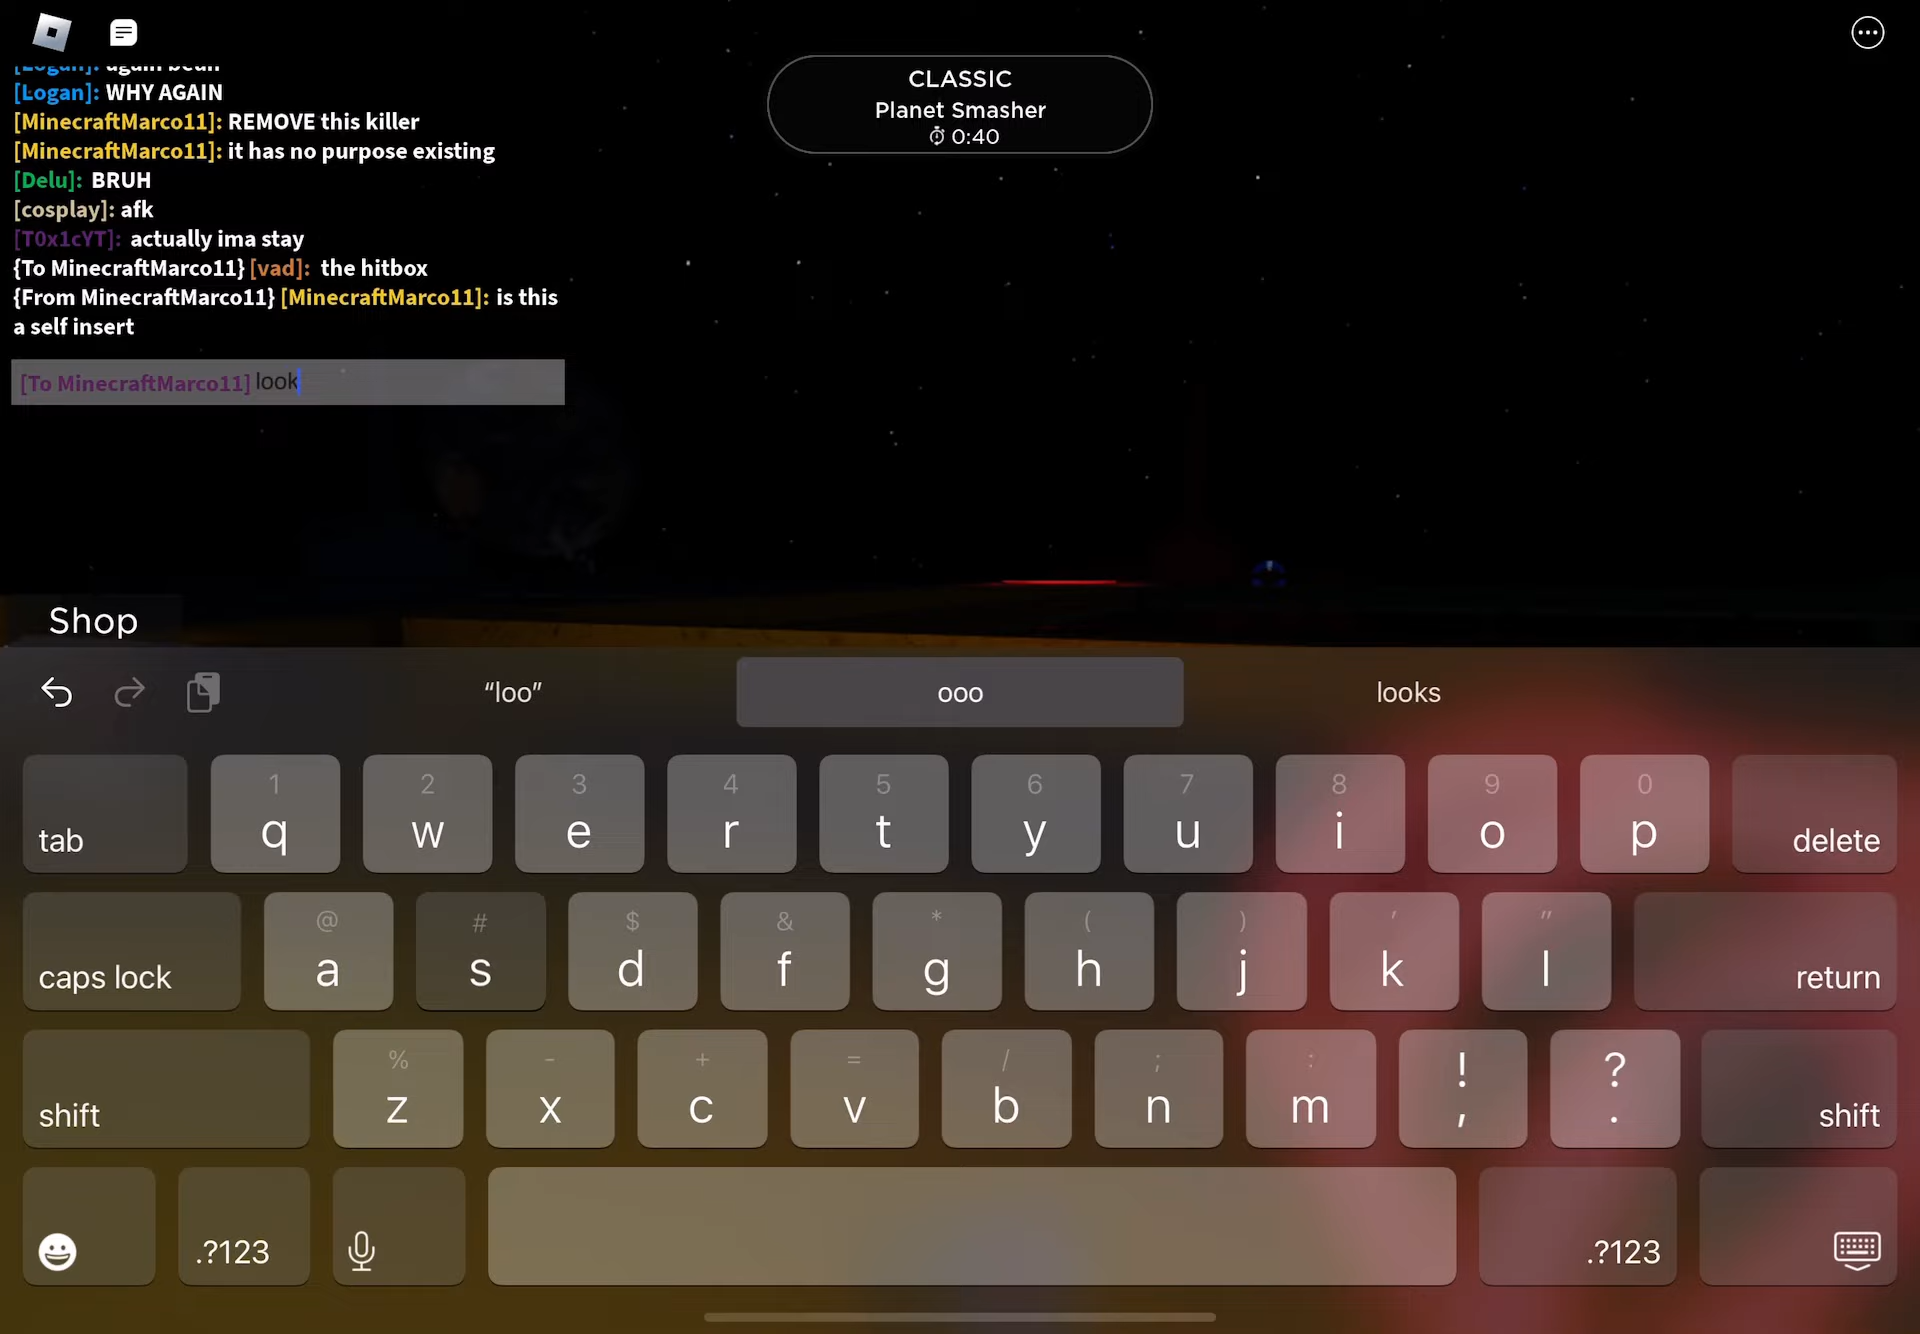 [Logan]: again bruh
[Logan]: WHY AGAIN
[MinecraftMarco11]: REMOVE this killer
[MinecraftMarco11]: it has no purpose existing
[Delu]: BRUH
[cosplay]: afk
[T0x1cYT]: actually ima stay
{To MinecraftMarco11} [vad]: the hitbox
{From MinecraftMarco11} [MinecraftMarco11]: is this
a self insert
[To MinecraftMarco11] look
CLASSIC
Planet Smasher
0:40
Shop
“loo” ooo looks
1 2 3 4 5 6 7 8 9 0
tab q w e r t y u i o p delete
@ # $ & * ( ) ' "
caps lock a s d f g h j k l return
% - + = / ; : ! ?
shift z x c v b n m , . shift
.?123 .?123